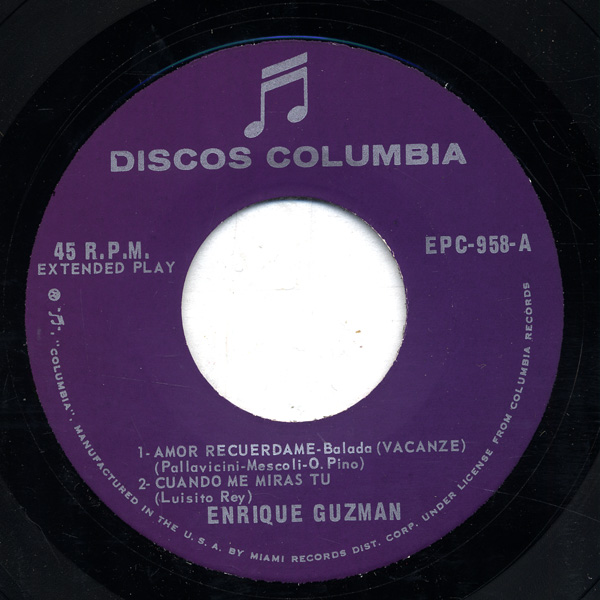 DISCOS COLUMBIA
45 R.P.M.
EXTENDED PLAY
EPC-958-A
1- AMOR RECUERDAME-Balada (VACANZE)
(Pallavicini-Mescoli-O. Pino)
2- CUANDO ME MIRAS TU
(Luisito Rey)
ENRIQUE GUZMAN
"COLUMBIA". MANUFACTURED IN THE U. S. A. BY MIAMI RECORDS DIST. CORP. UNDER LICENSE FROM COLUMBIA RECORDS